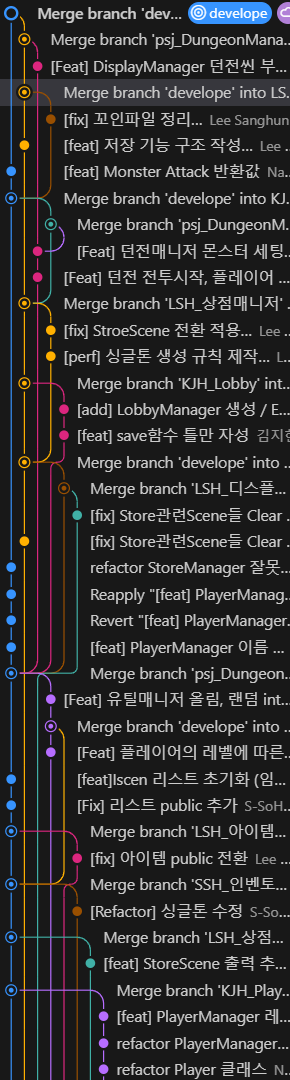 Merge branch 'dev... develope
Merge branch 'psj_DungeonMana...
[Feat] DisplayManager 던전씬 부...
Merge branch 'develope' into LS...
[fix] 꼬인파일 정리... Lee Sanghun
[feat] 저장 기능 구조 작성... Lee ...
[feat] Monster Attack 반환값 Na...
Merge branch 'develope' into KJ...
Merge branch 'psj_DungeonM...
[Feat] 던전매니저 몬스터 세팅...
[Feat] 던전 전투시작, 플레이어 ...
Merge branch 'LSH_상점매니저' ...
[fix] StroeScene 전환 적용... Lee ...
[perf] 싱글톤 생성 규칙 제작... L...
Merge branch 'KJH_Lobby' int...
[add] LobbyManager 생성 / E...
[feat] save함수 틀만 자성 김지현
Merge branch 'develope' into ...
Merge branch 'LSH_디스플...
[fix] Store관련Scene들 Clear ...
[fix] Store관련Scene들 Clear ...
refactor StoreManager 잘못...
Reapply "[feat] PlayerManag...
Revert "[feat] PlayerManager...
[feat] PlayerManager 이름 ...
Merge branch 'psj_Dungeon...
[Feat] 유틸매니저 올림, 랜덤 int...
Merge branch 'develope' into ...
[Feat] 플레이어의 레벨에 따른...
[feat]Iscen 리스트 초기화 (임...
[Fix] 리스트 public 추가 S-SoH...
Merge branch 'LSH_아이템...
[fix] 아이템 public 전환 Lee ...
Merge branch 'SSH_인벤토...
[Refactor] 싱글톤 수정 S-So...
Merge branch 'LSH_상점...
[feat] StoreScene 출력 추...
Merge branch 'KJH_Play...
[feat] PlayerManager 레...
refactor PlayerManager...
refactor Player 클래스 N...